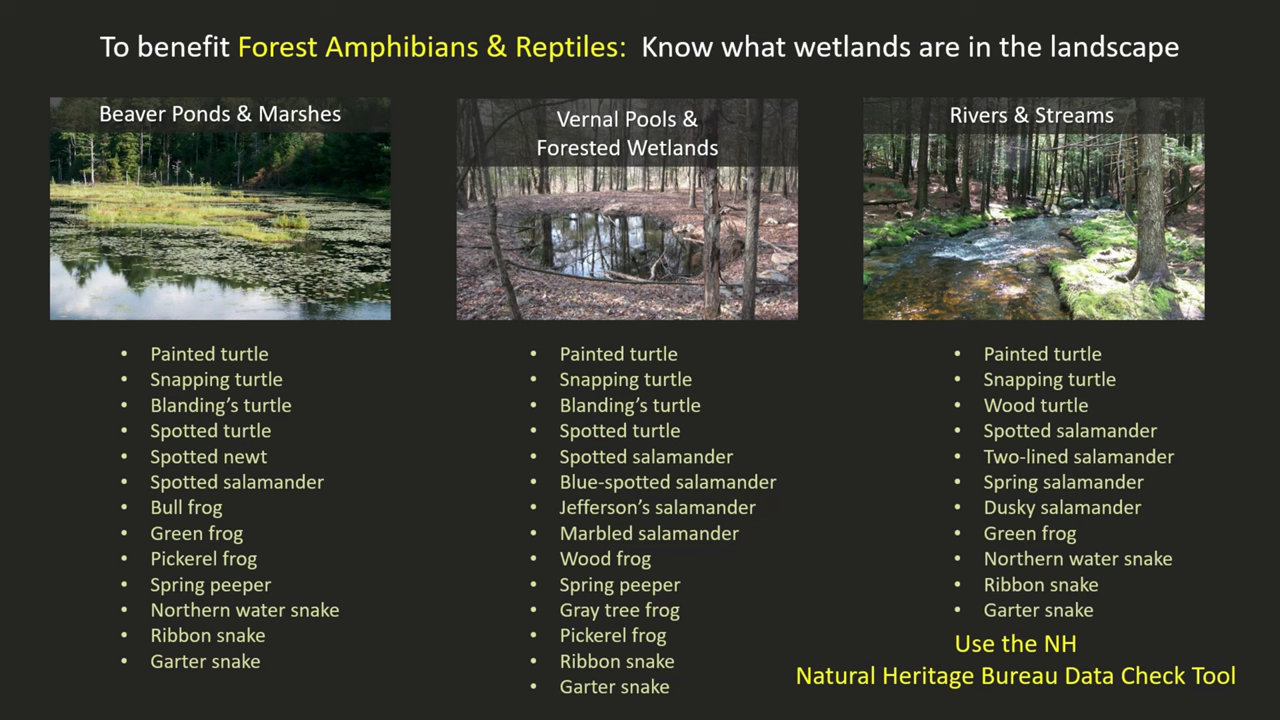 To benefit Forest Amphibians & Reptiles: Know what wetlands are in the landscape
Beaver Ponds & Marshes
• Painted turtle
• Snapping turtle
• Blanding’s turtle
• Spotted turtle
• Spotted newt
• Spotted salamander
• Bull frog
• Green frog
• Pickerel frog
• Spring peeper
• Northern water snake
• Ribbon snake
• Garter snake
Vernal Pools &
Forested Wetlands
• Painted turtle
• Snapping turtle
• Blanding’s turtle
• Spotted turtle
• Spotted salamander
• Blue-spotted salamander
• Jefferson’s salamander
• Marbled salamander
• Wood frog
• Spring peeper
• Gray tree frog
• Pickerel frog
• Ribbon snake
• Garter snake
Rivers & Streams
• Painted turtle
• Snapping turtle
• Wood turtle
• Spotted salamander
• Two-lined salamander
• Spring salamander
• Dusky salamander
• Green frog
• Northern water snake
• Ribbon snake
• Garter snake
Use the NH
Natural Heritage Bureau Data Check Tool